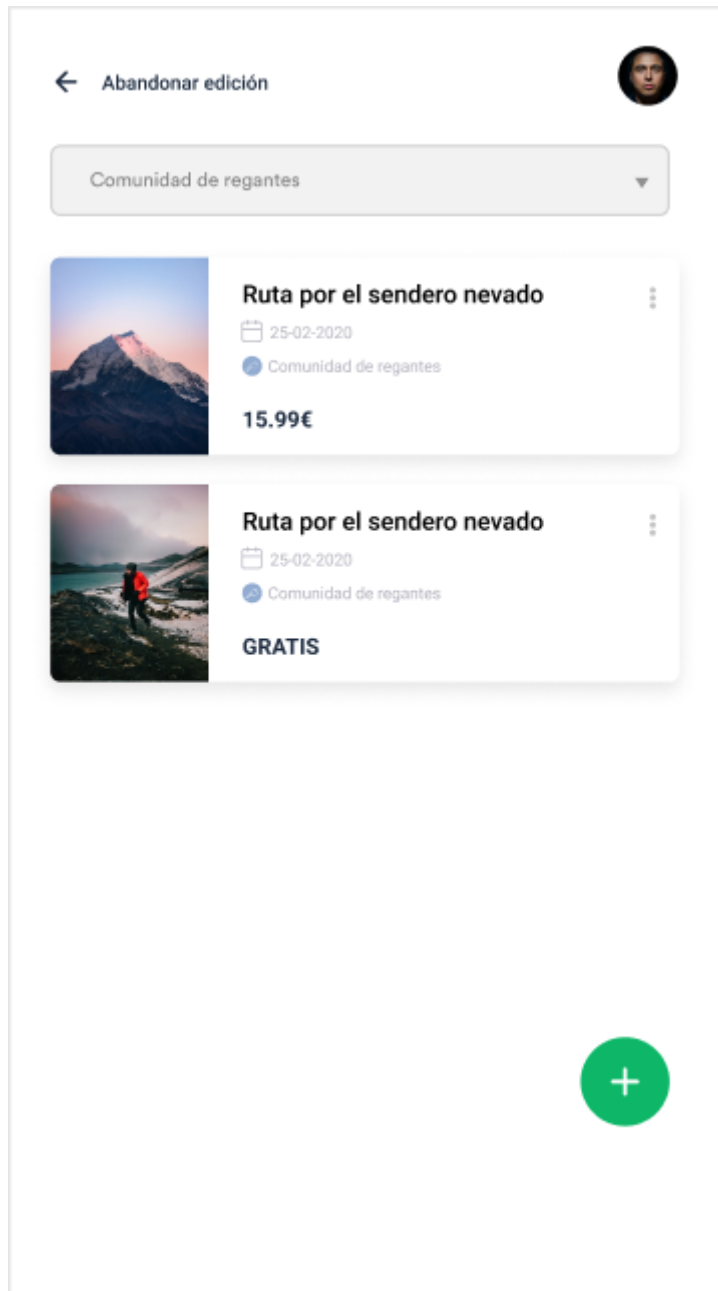 Abandonar edición
Comunidad de regantes
Ruta por el sendero nevado
25-02-2020
Comunidad de regantes
15.99€
Ruta por el sendero nevado
25-02-2020
Comunidad de regantes
GRATIS